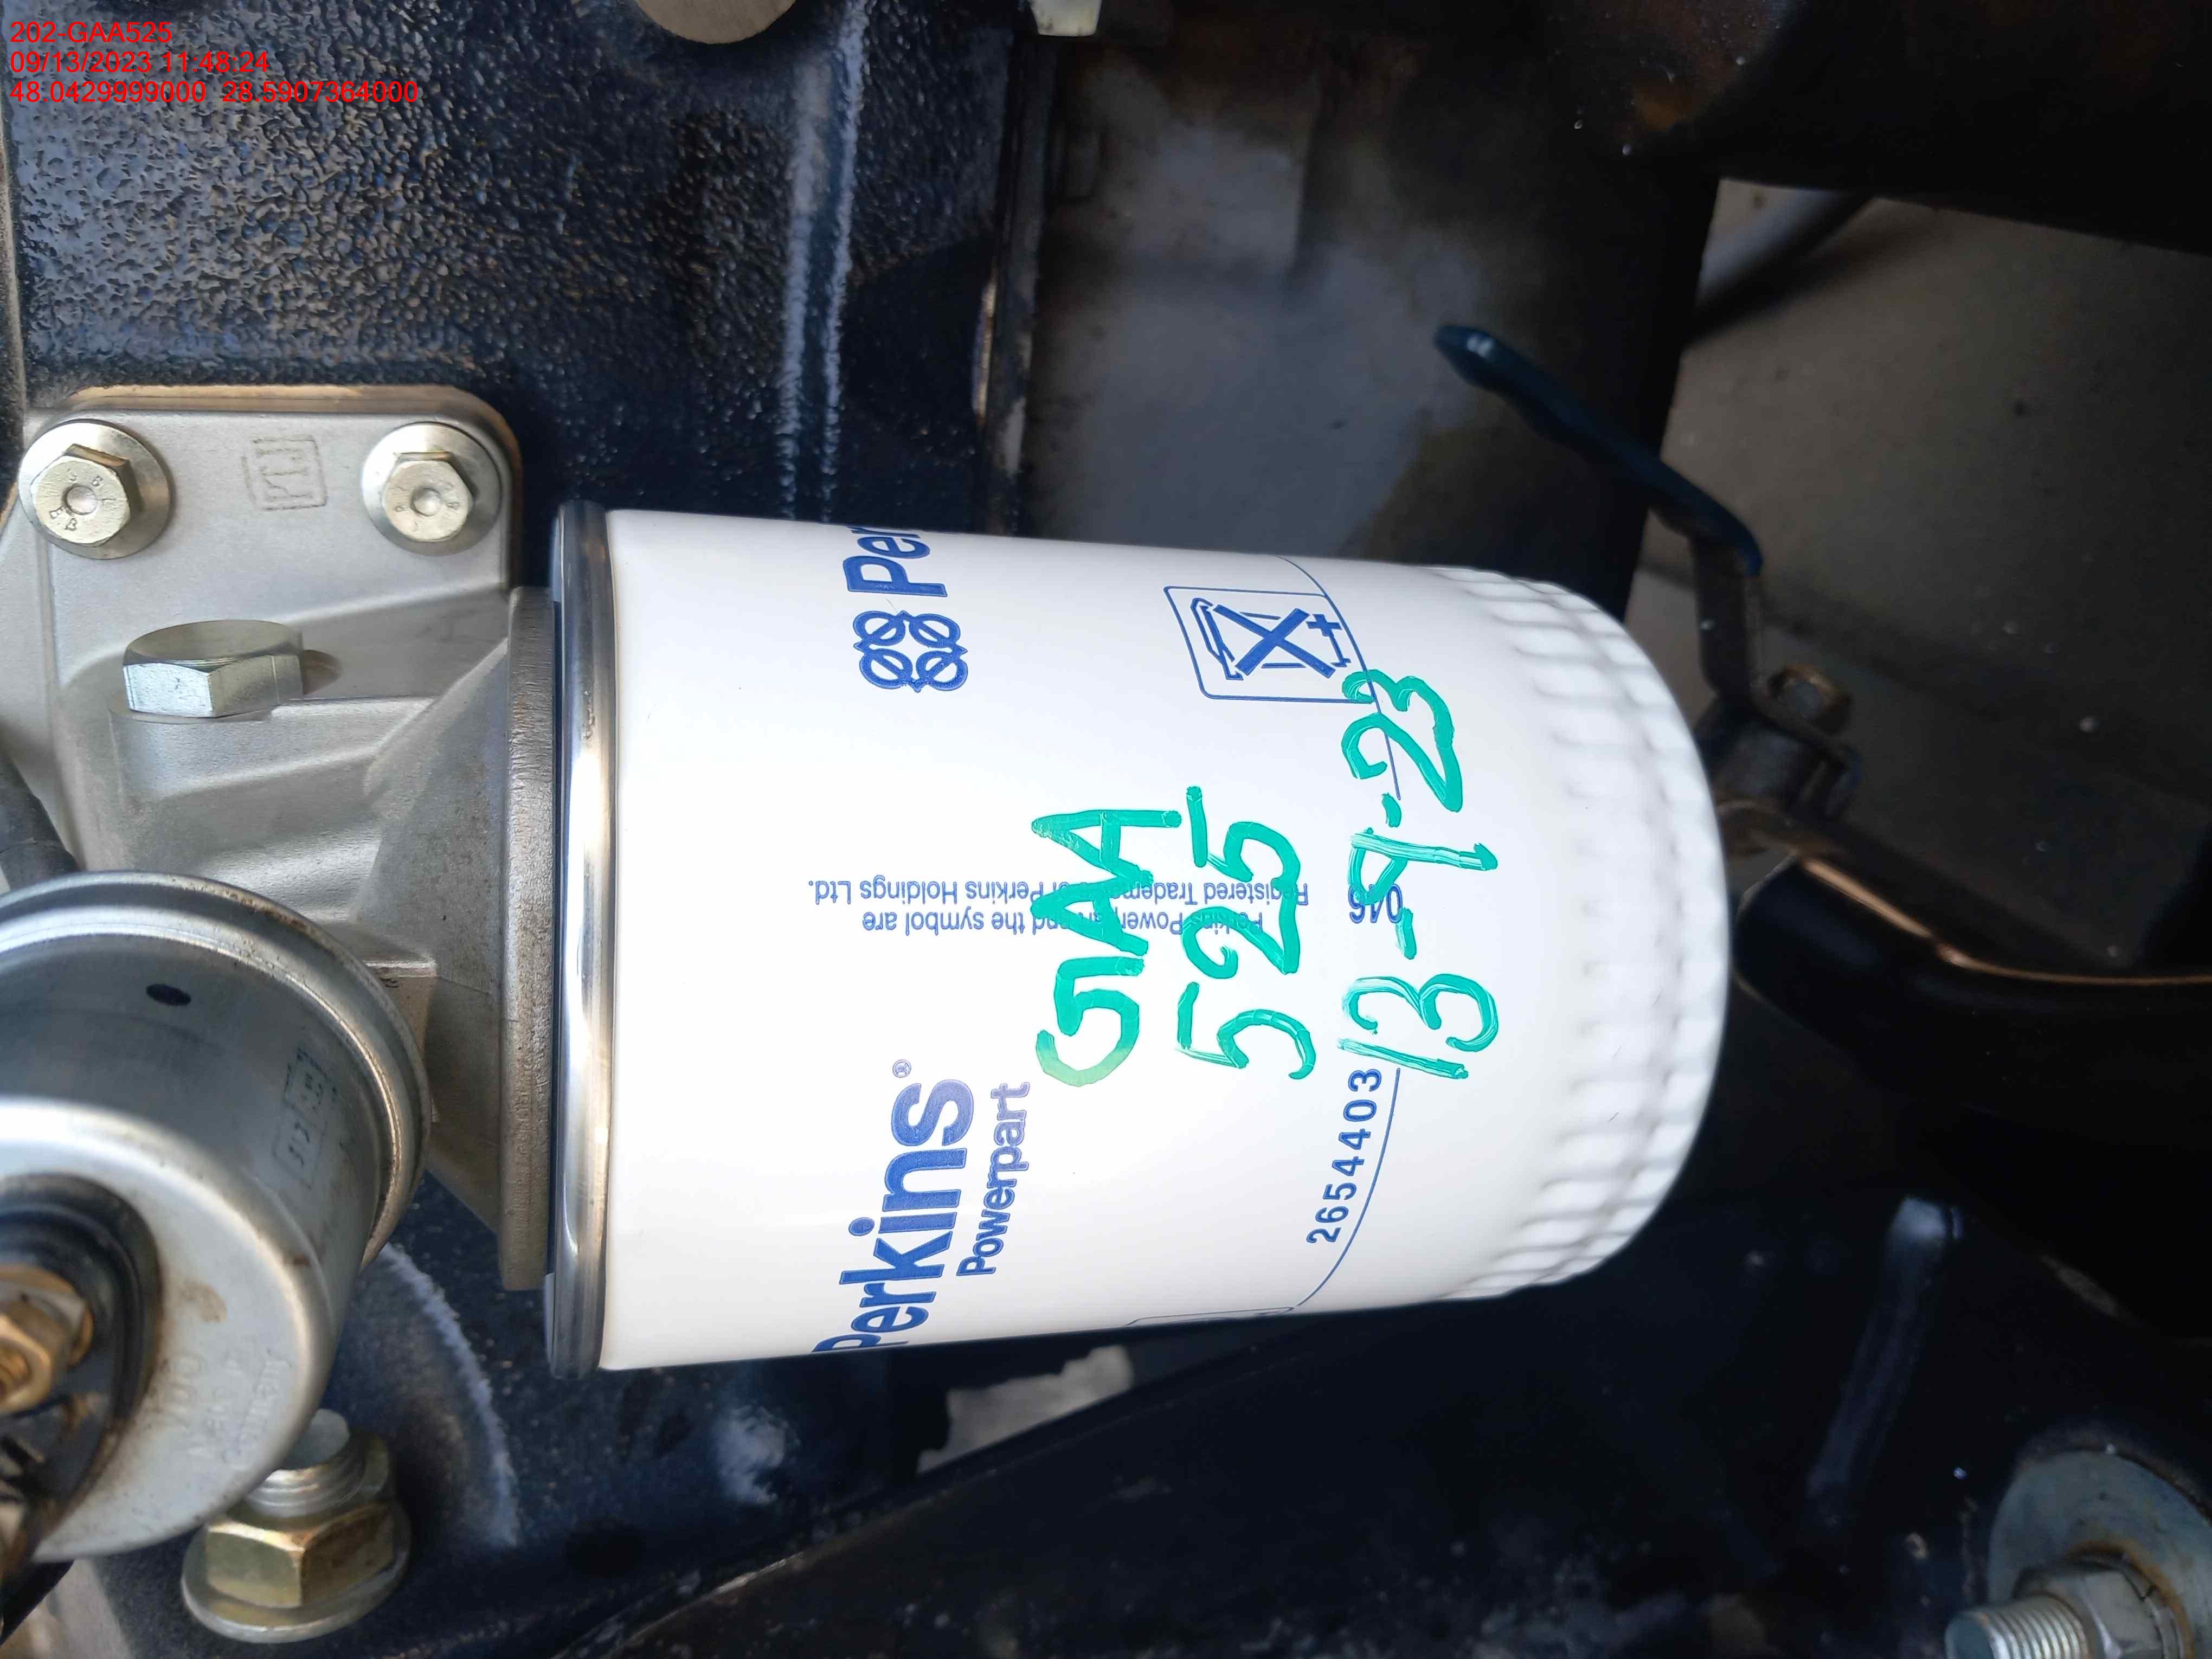 202-GAA525
09/13/2023 11:48:24
48.0429999000 28.5907364000
Perkins®
Powerpart
2654403
GAA
525
13-9-23
Perkins Powerpart and the symbol are
Registered Trademarks of Perkins Holdings Ltd.
046
Per